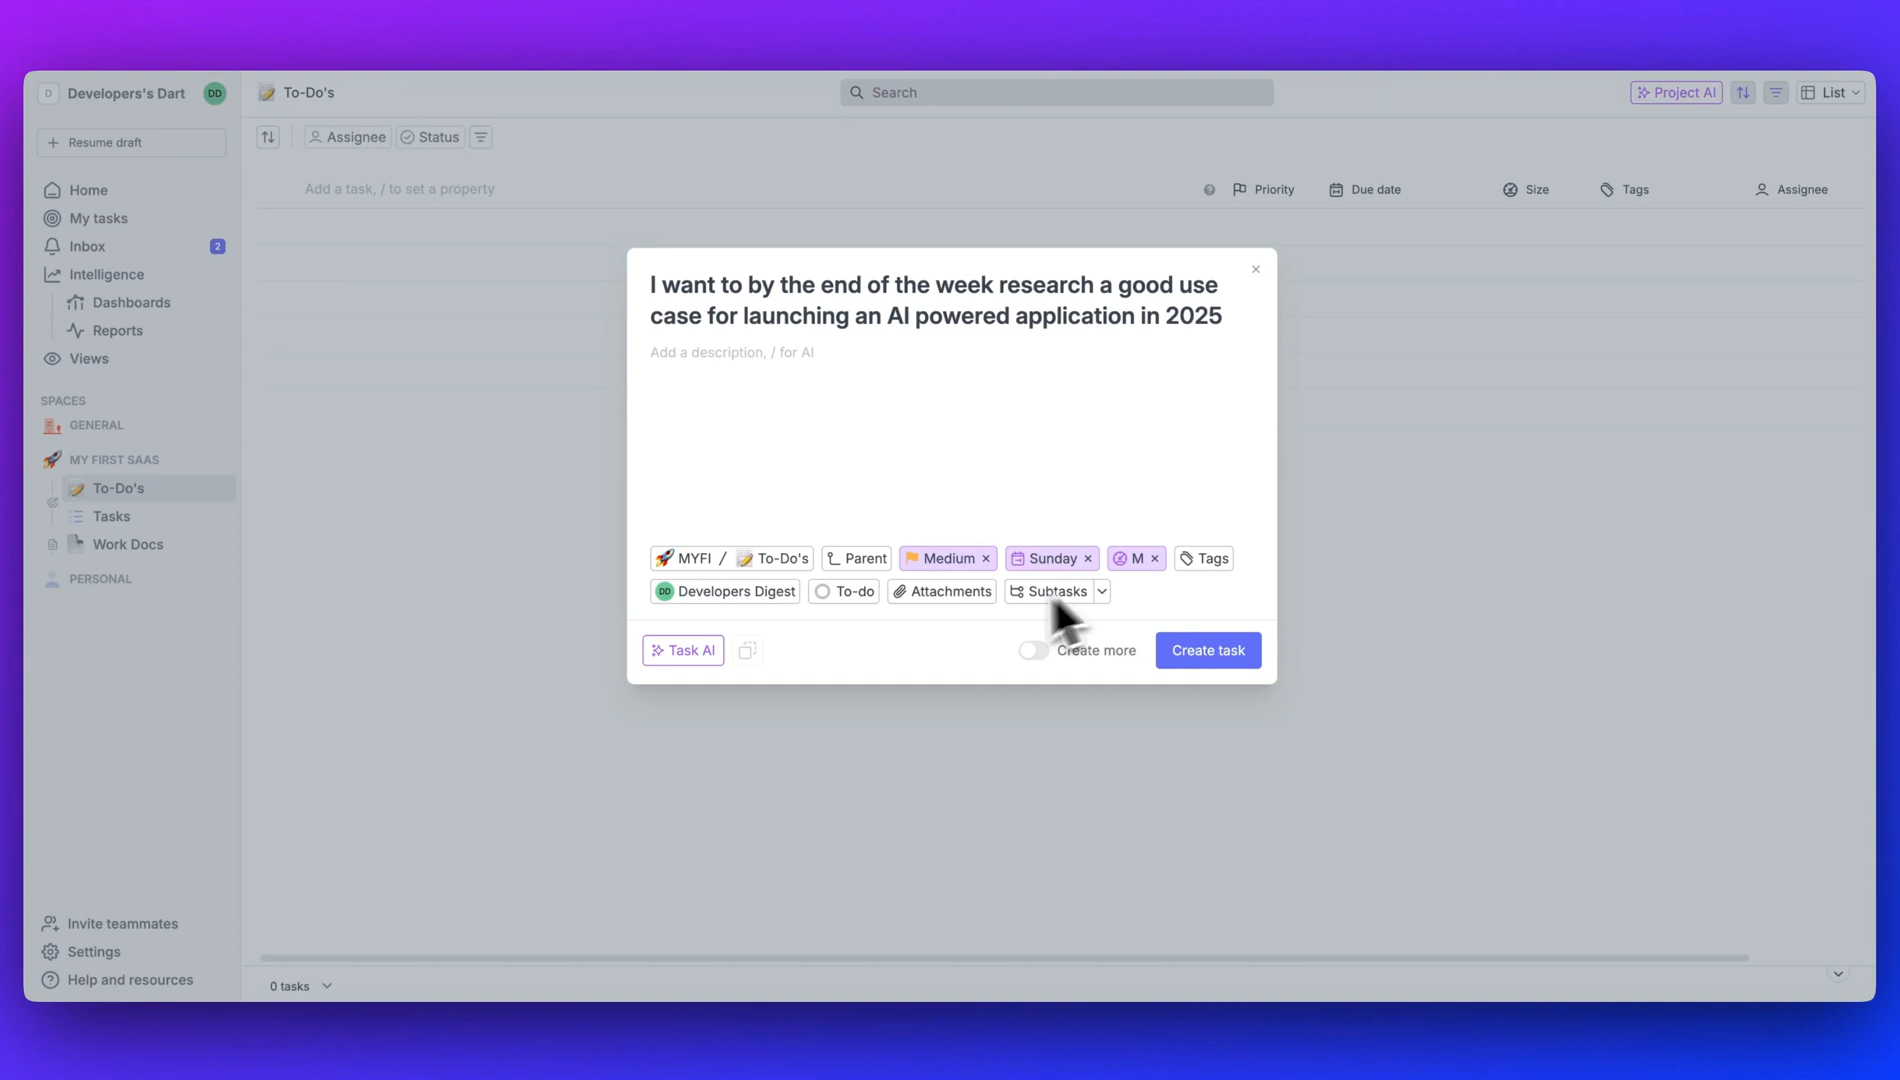 D Developers's Dart DD
To-Do's
Search
Project AI
List
Resume draft
Assignee
Status
Home
My tasks
Inbox
2
Intelligence
Dashboards
Reports
Views
SPACES
GENERAL
MY FIRST SAAS
To-Do's
Tasks
Work Docs
PERSONAL
Add a task, / to set a property
Priority
Due date
Size
Tags
Assignee
I want to by the end of the week research a good use
case for launching an AI powered application in 2025
Add a description, / for AI
MYFI / To-Do's
Parent
Medium
Sunday
M
Tags
DD Developers Digest
To-do
Attachments
Subtasks
Task AI
Create more
Create task
Invite teammates
Settings
Help and resources
0 tasks